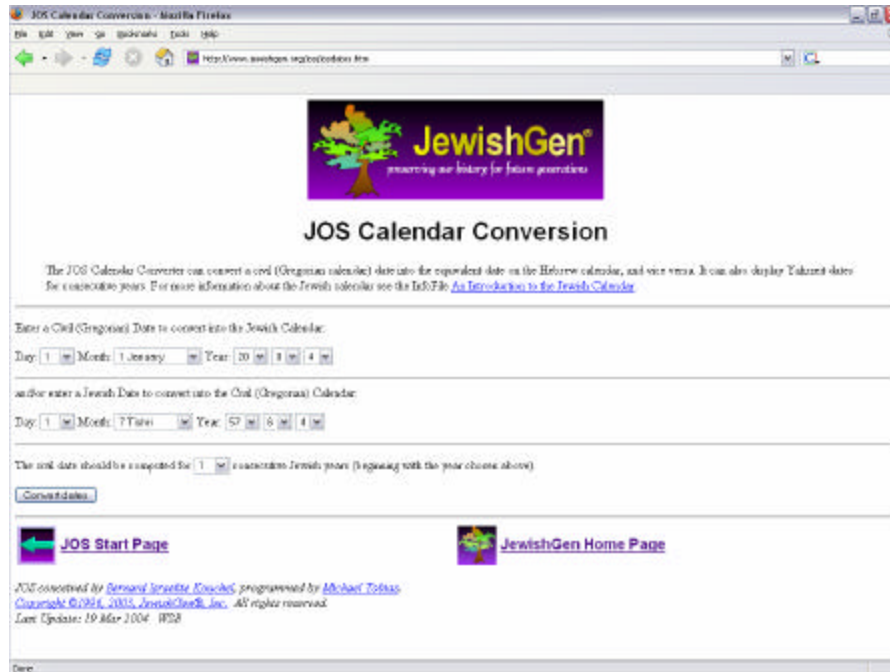 JOS Calendar Conversion - Mozilla Firefox
File Edit View Go Bookmarks Tools Help
JewishGen®
preserving our history for future generations
JOS Calendar Conversion
The JOS Calendar Converter can convert a civil (Gregorian calendar) date into the equivalent date on the Hebrew calendar, and vice versa. It can also display Yahrzeit dates
for consecutive years. For more information about the Jewish calendar see the InfoFile An Introduction to the Jewish Calendar.
Enter a Civil (Gregorian) Date to convert into the Jewish Calendar:
Day: 1 Month: 1 January Year: 20 4
and/or enter a Jewish Date to convert into the Civil (Gregorian) Calendar:
Day: 1 Month: 7 Tishri Year: 57 6 4
The civil date should be computed for 1 consecutive Jewish years (beginning with the year chosen above)
Convert dates
JOS Start Page
JewishGen Home Page
JOS conceived by Bernard Israelite Kouchel, programmed by Michael Tobias.
Copyright ©1996, 2003, JewishGen®, Inc. All rights reserved.
Last Update: 19 Mar 2004 WSB
Done